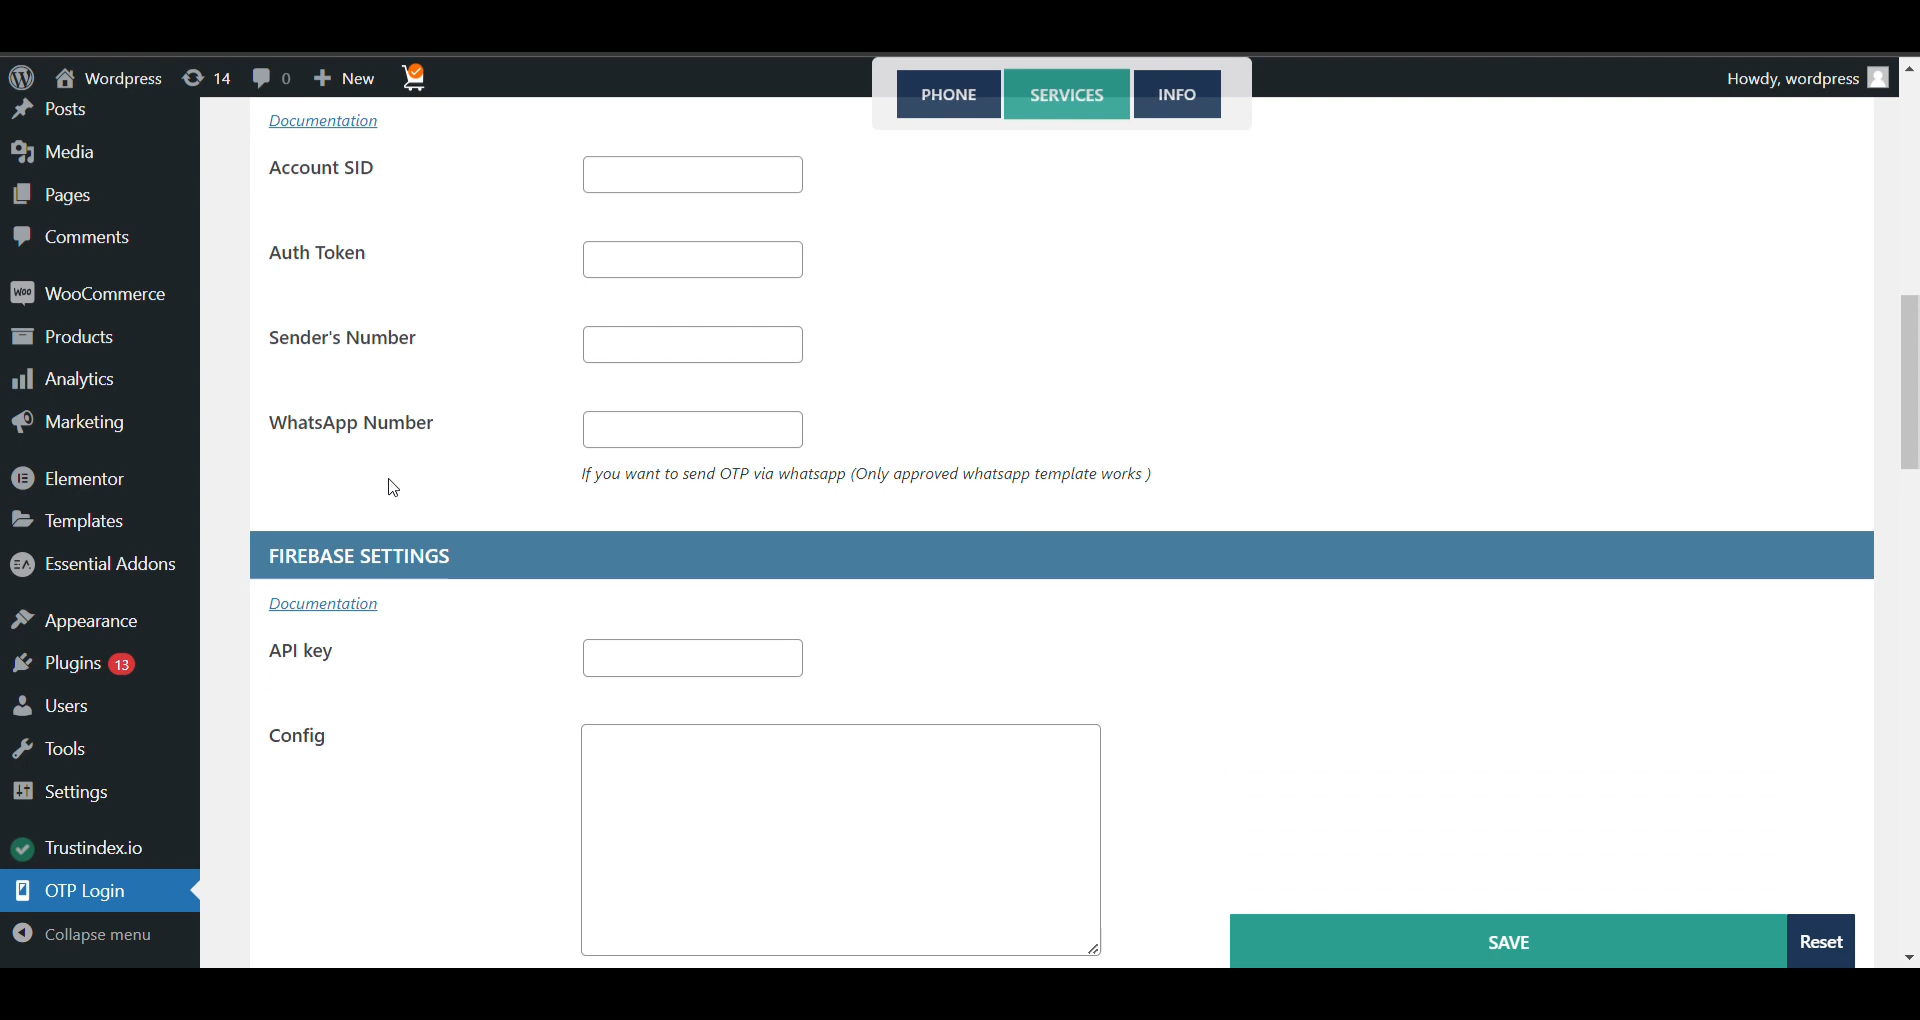 Wordpress 14 0 New Howdy, wordpress
PHONE SERVICES INFO
Posts
Media
Pages
Comments
Woo WooCommerce
Products
Analytics
Marketing
Elementor
Templates
Essential Addons
Appearance
Plugins 13
Users
Tools
Settings
Trustindex.io
OTP Login
Collapse menu
Documentation
Account SID
Auth Token
Sender's Number
WhatsApp Number
If you want to send OTP via whatsapp (Only approved whatsapp template works )
FIREBASE SETTINGS
Documentation
API key
Config
SAVE Reset